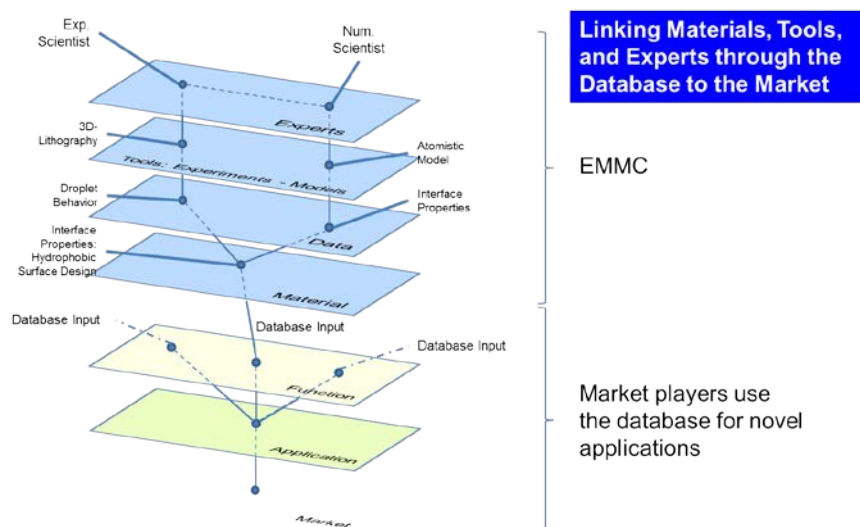 Exp.
Scientist
Num.
Scientist
Linking Materials, Tools,
and Experts through the
Database to the Market
Experts
3D-
Lithography
Atomistic
Model
EMMC
Tools: Experiments - Models
Droplet
Behavior
Interface
Properties
Data
Interface
Properties:
Hydrophobic
Surface Design
Material
Database Input
Database Input
Database Input
Function
Market players use
the database for novel
applications
Application
Market